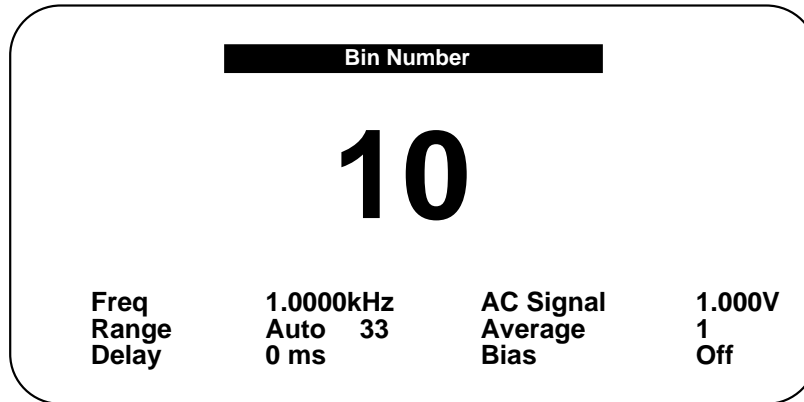 Bin Number
10
Freq 1.0000kHz AC Signal 1.000V
Range Auto 33 Average 1
Delay 0 ms Bias Off